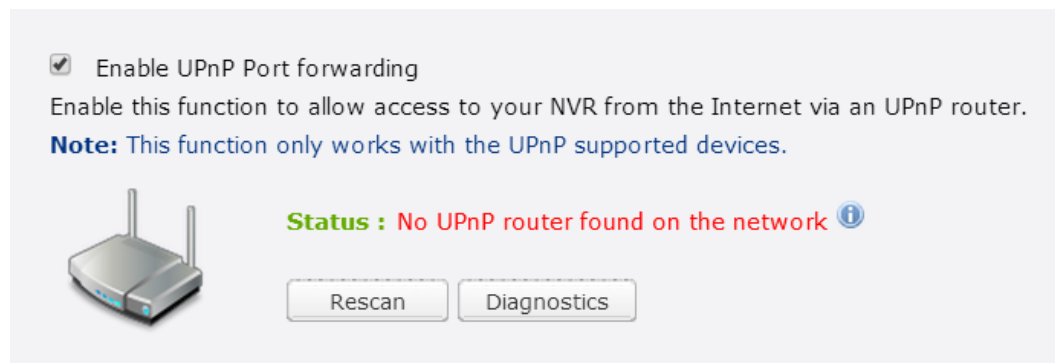 Enable UPnP Port forwarding
Enable this function to allow access to your NVR from the Internet via an UPnP router.
Note: This function only works with the UPnP supported devices.
Status : No UPnP router found on the network
Rescan Diagnostics